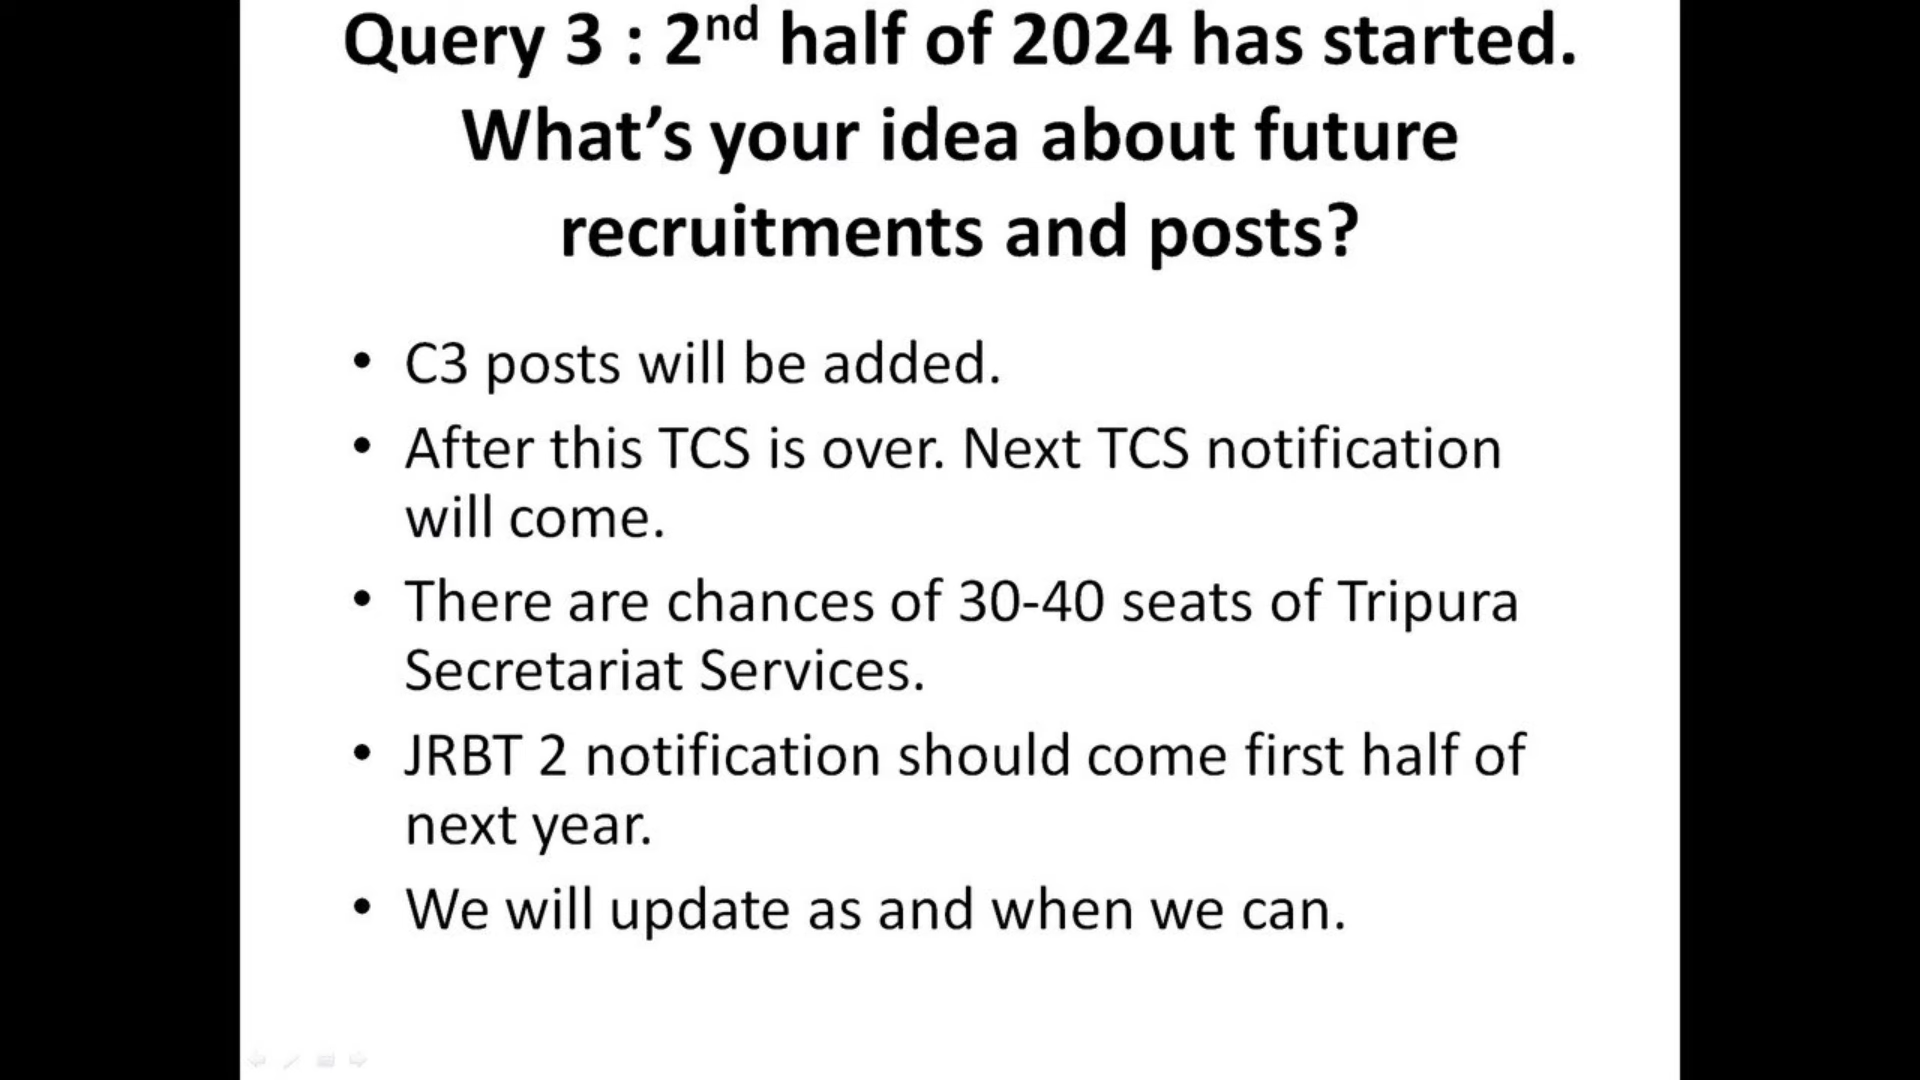 Query 3 : 2nd half of 2024 has started.
What's your idea about future
recruitments and posts?
• C3 posts will be added.
• After this TCS is over. Next TCS notification
will come.
• There are chances of 30-40 seats of Tripura
Secretariat Services.
• JRBT 2 notification should come first half of
next year.
• We will update as and when we can.